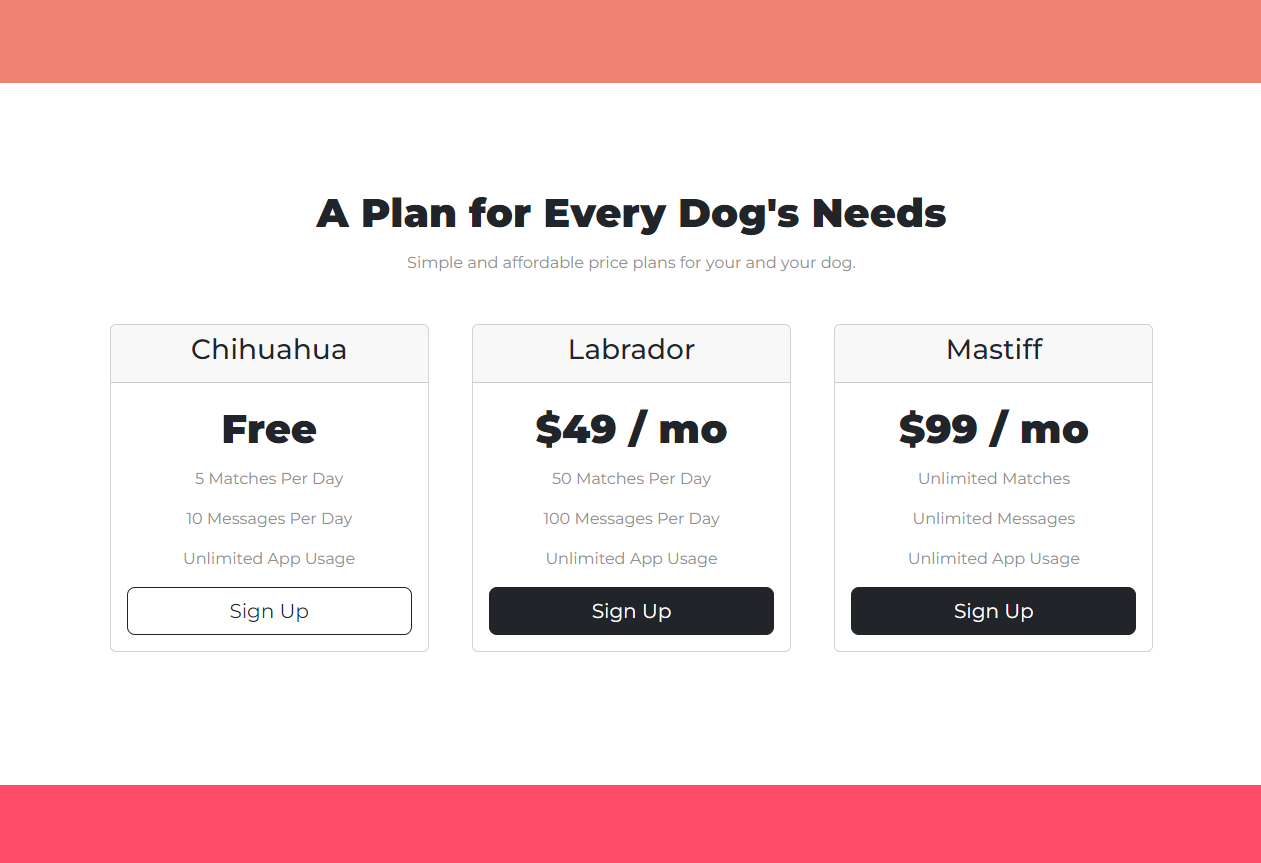 A Plan for Every Dog's Needs
Simple and affordable price plans for your and your dog.
Chihuahua
Free
5 Matches Per Day
10 Messages Per Day
Unlimited App Usage
Sign Up
Labrador
$49 / mo
50 Matches Per Day
100 Messages Per Day
Unlimited App Usage
Sign Up
Mastiff
$99 / mo
Unlimited Matches
Unlimited Messages
Unlimited App Usage
Sign Up